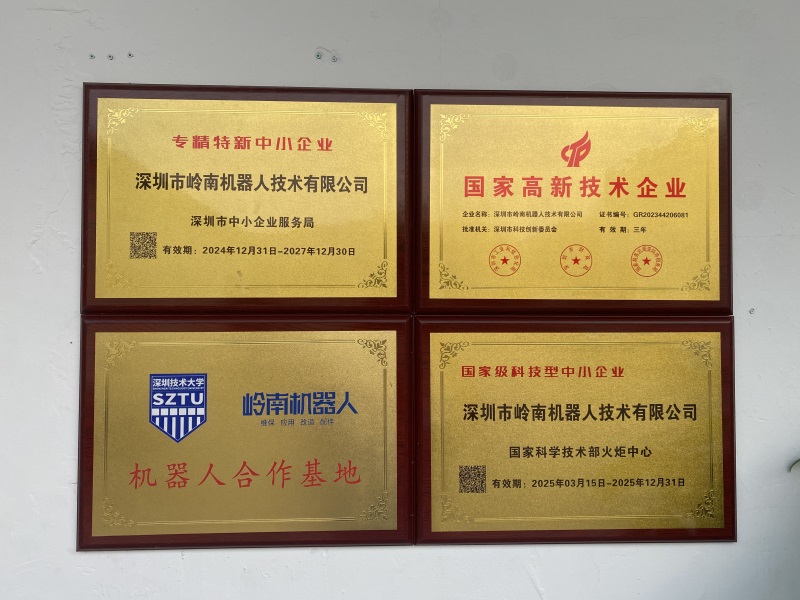 专精特新中小企业
深圳市岭南机器人技术有限公司
深圳市中小企业服务局
有效期：2024年12月31日-2027年12月30日
国家高新技术企业
企业名称：深圳市岭南机器人技术有限公司 证书编号：GR202344206081
批准机关：深圳市科技创新委员会 有 效 期：三年
深圳技术大学
SZTU
岭南机器人
维保 应用 改造 配件
机器人合作基地
国家级科技型中小企业
深圳市岭南机器人技术有限公司
国家科学技术部火炬中心
有效期：2025年03月15日-2025年12月31日